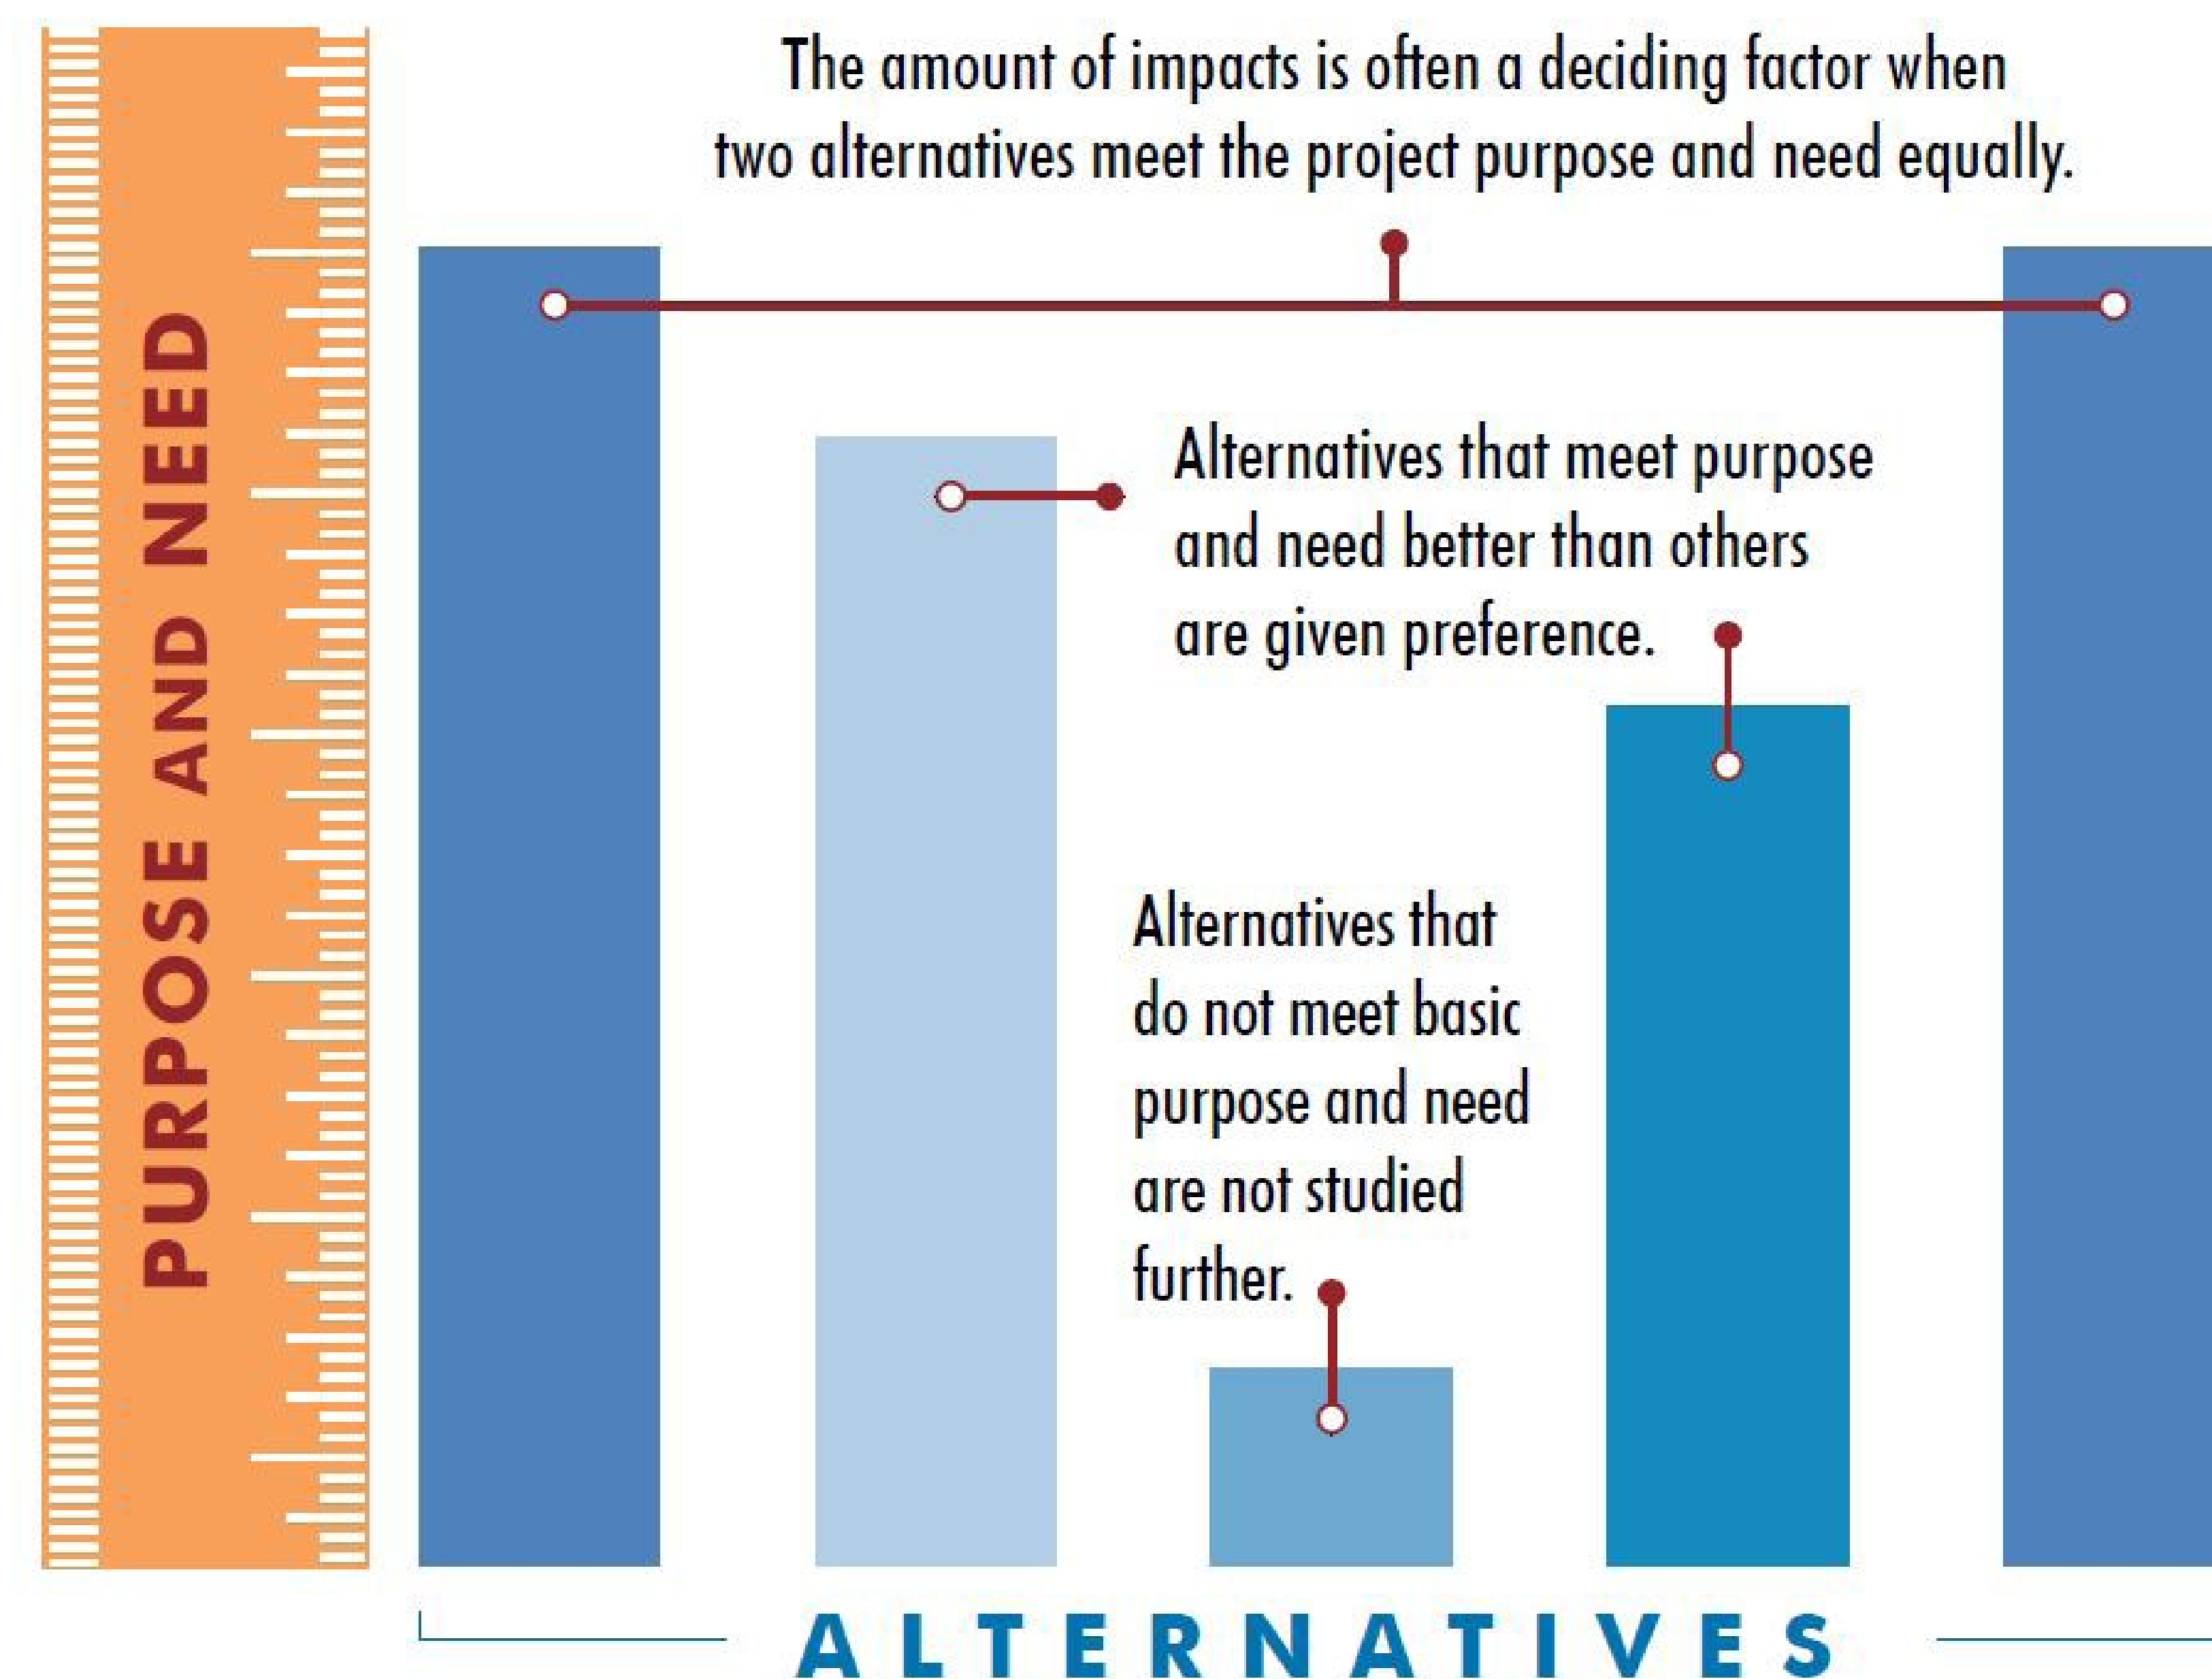 The amount of impacts is often a deciding factor when
two alternatives meet the project purpose and need equally.
PURPOSE AND NEED
Alternatives that meet purpose
and need better than others
are given preference.
Alternatives that
do not meet basic
purpose and need
are not studied
further.
ALTERNATIVES